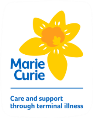 Marie
Curie
Care and support
through terminal illness